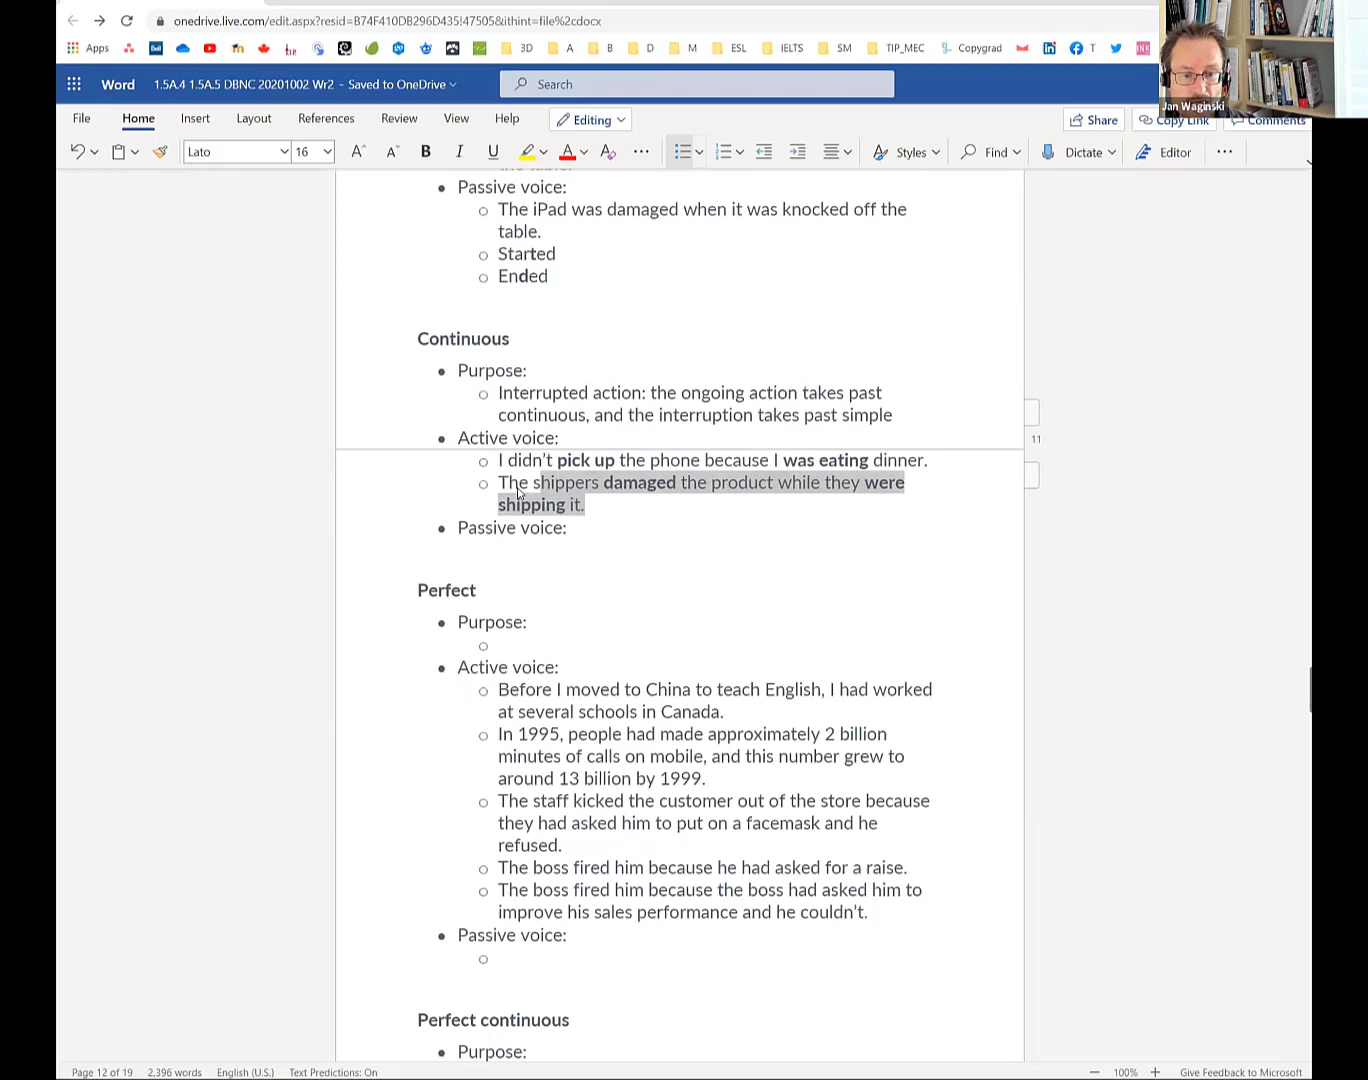 onedrive.live.com/edit.aspx?resid=B74F410DB296D435!47505&ithint=file%2cdocx
Apps 3D A B D M ESL IELTS SM TIP_MEC Copygrad T
Word 1.5A.4 1.5A.5 DBNC 20201002 Wr2 - Saved to OneDrive Search
Jan Waginski
File Home Insert Layout References Review View Help Editing Share Copy Link Comments
Lato 16 A A B I U A A ... Styles Find Dictate Editor ...
the table.
• Passive voice:
○ The iPad was damaged when it was knocked off the
table.
○ Started
○ Ended
Continuous
• Purpose:
○ Interrupted action: the ongoing action takes past
continuous, and the interruption takes past simple
• Active voice:
11
○ I didn't pick up the phone because I was eating dinner.
○ The shippers damaged the product while they were
shipping it.
• Passive voice:
Perfect
• Purpose:
○
• Active voice:
○ Before I moved to China to teach English, I had worked
at several schools in Canada.
○ In 1995, people had made approximately 2 billion
minutes of calls on mobile, and this number grew to
around 13 billion by 1999.
○ The staff kicked the customer out of the store because
they had asked him to put on a facemask and he
refused.
○ The boss fired him because he had asked for a raise.
○ The boss fired him because the boss had asked him to
improve his sales performance and he couldn't.
• Passive voice:
○
Perfect continuous
• Purpose:
Page 12 of 19 2,396 words English (U.S.) Text Predictions: On — 100% + Give Feedback to Microsoft